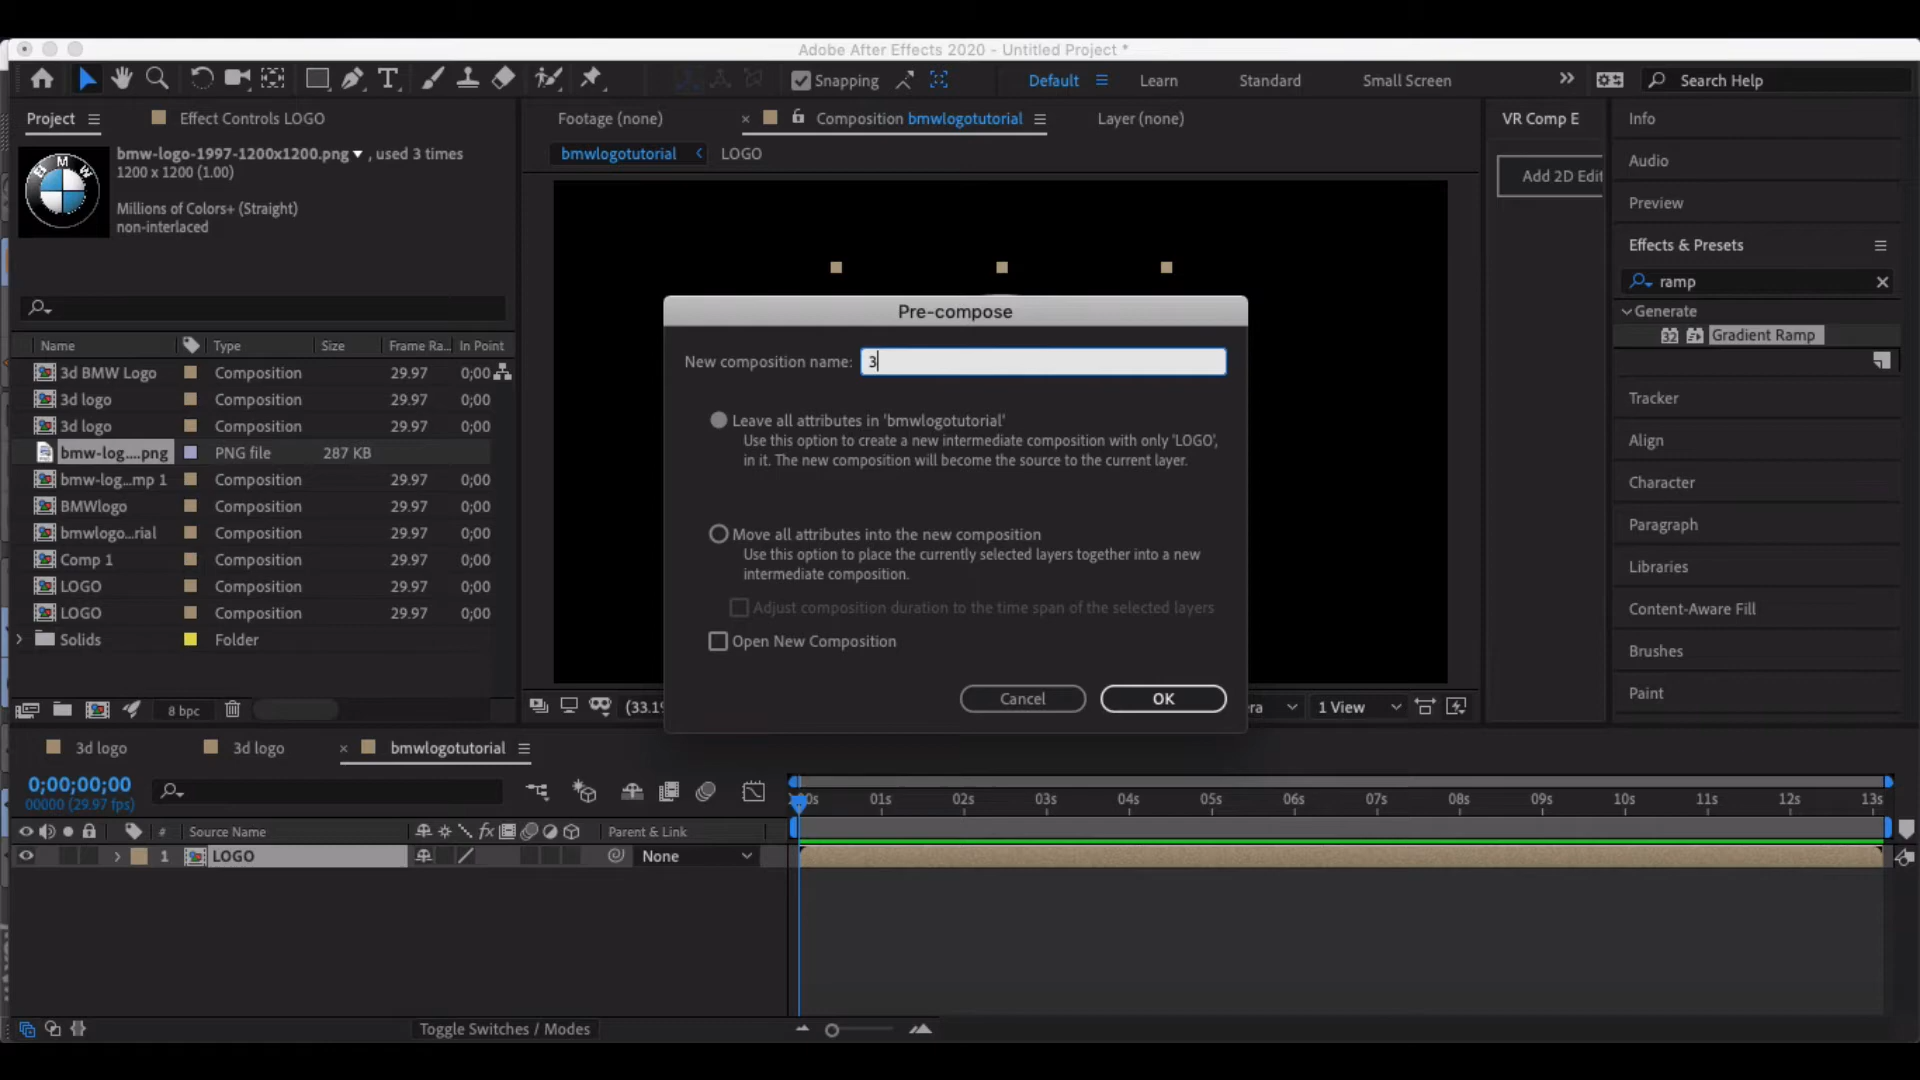 Adobe After Effects 2020 - Untitled Project *
Snapping
Default
Learn
Standard
Small Screen
Search Help
Project
Effect Controls LOGO
Footage (none)
Composition bmwlogotutorial
Layer (none)
VR Comp E
Info
bmw-logo-1997-1200x1200.png , used 3 times
1200 x 1200 (1.00)
Millions of Colors+ (Straight)
non-interlaced
bmwlogotutorial
LOGO
Add 2D Edit
Audio
Preview
Effects & Presets
ramp
Generate
32
Gradient Ramp
Tracker
Align
Character
Paragraph
Libraries
Content-Aware Fill
Brushes
Paint
Name Type Size Frame Ra... In Point
3d BMW Logo Composition 29.97 0;00
3d logo Composition 29.97 0;00
3d logo Composition 29.97 0;00
bmw-log....png PNG file 287 KB
bmw-log...mp 1 Composition 29.97 0;00
BMWlogo Composition 29.97 0;00
bmwlogo...rial Composition 29.97 0;00
Comp 1 Composition 29.97 0;00
LOGO Composition 29.97 0;00
LOGO Composition 29.97 0;00
Solids Folder
8 bpc
Pre-compose
New composition name: 3
Leave all attributes in 'bmwlogotutorial'
Use this option to create a new intermediate composition with only 'LOGO',
in it. The new composition will become the source to the current layer.
Move all attributes into the new composition
Use this option to place the currently selected layers together into a new
intermediate composition.
Adjust composition duration to the time span of the selected layers
Open New Composition
Cancel
OK
(33.1%
era
1 View
3d logo
3d logo
bmwlogotutorial
0;00;00;00
00000 (29.97 fps)
00s 01s 02s 03s 04s 05s 06s 07s 08s 09s 10s 11s 12s 13s
# Source Name fx Parent & Link
1 LOGO None
Toggle Switches / Modes